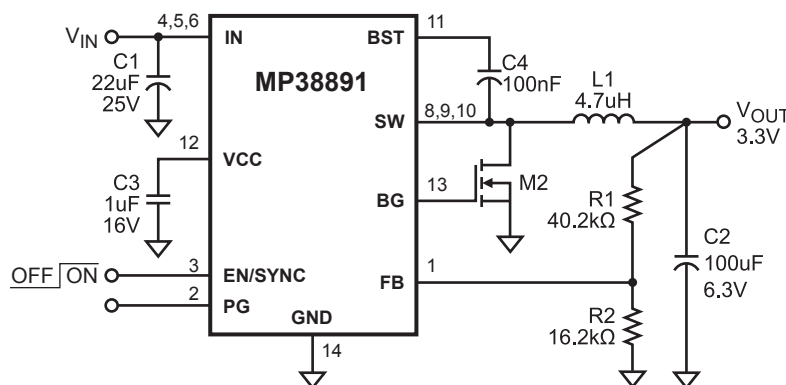 VIN
4,5,6
IN
BST
11
C1
22uF
25V
MP38891
C4
100nF
L1
4.7uH
SW
8,9,10
VOUT
3.3V
12
VCC
M2
C3
1uF
16V
BG
13
R1
40.2kΩ
C2
100uF
6.3V
OFF ON
3
EN/SYNC
FB
1
2
PG
R2
16.2kΩ
GND
14